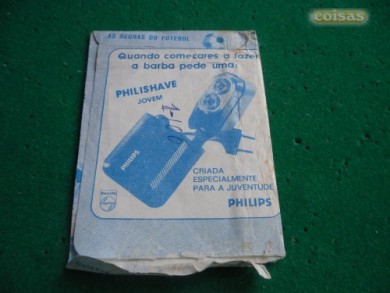 coisas
AS REGRAS DO FUTEBOL
Quando começares a fazer
a barba pede uma:
PHILISHAVE
JOVEM
PHILIPS
CRIADA
ESPECIALMENTE
PARA A JUVENTUDE
PHILIPS